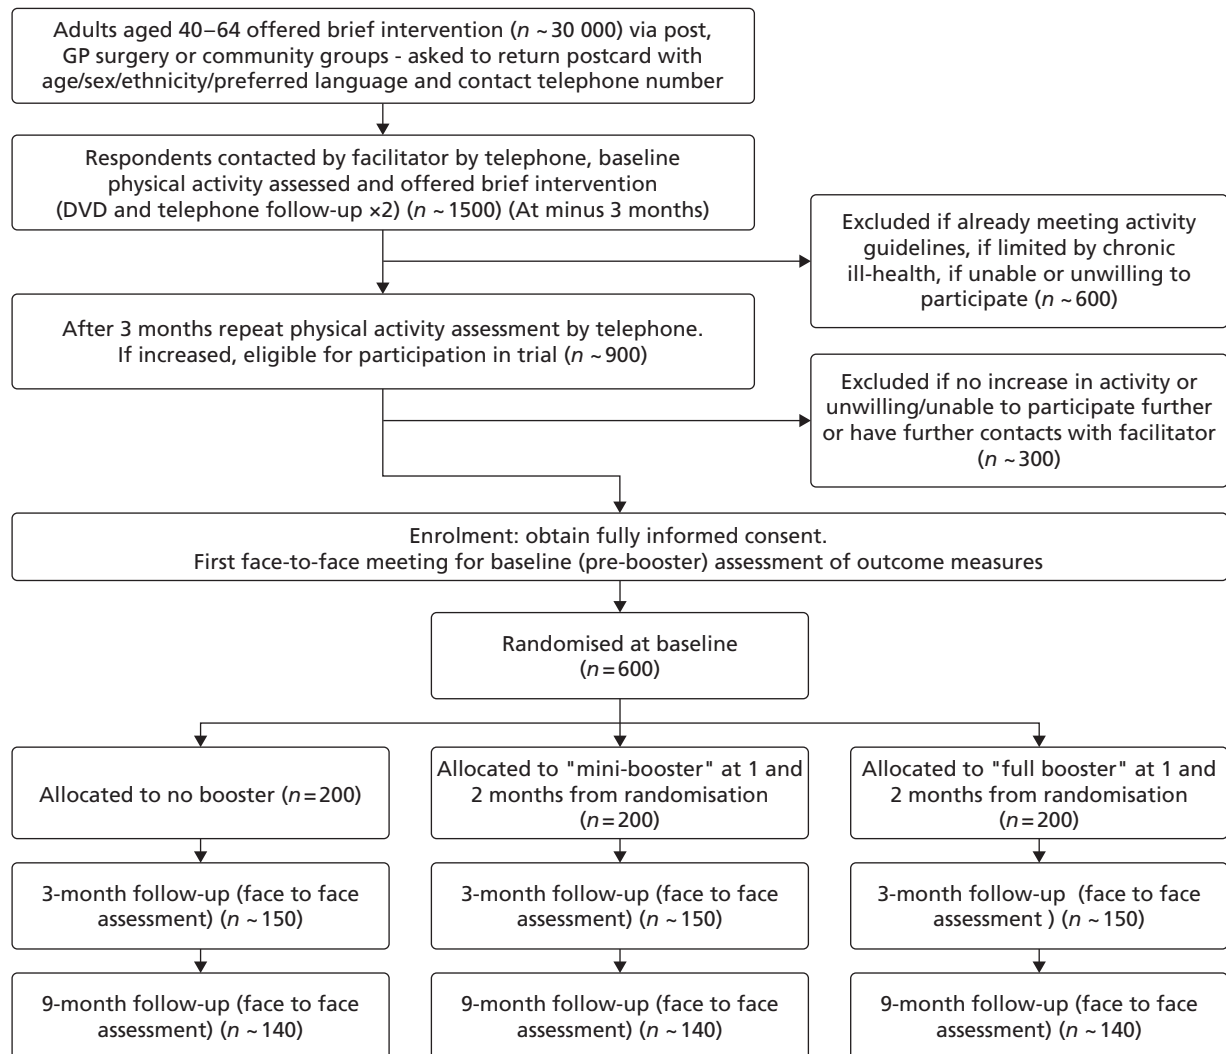 Adults aged 40–64 offered brief intervention (n ~ 30 000) via post,
GP surgery or community groups - asked to return postcard with
age/sex/ethnicity/preferred language and contact telephone number
Respondents contacted by facilitator by telephone, baseline
physical activity assessed and offered brief intervention
(DVD and telephone follow-up ×2) (n ~ 1500) (At minus 3 months)
Excluded if already meeting activity
guidelines, if limited by chronic
ill-health, if unable or unwilling to
participate (n ~ 600)
After 3 months repeat physical activity assessment by telephone.
If increased, eligible for participation in trial (n ~ 900)
Excluded if no increase in activity or
unwilling/unable to participate further
or have further contacts with facilitator
(n ~ 300)
Enrolment: obtain fully informed consent.
First face-to-face meeting for baseline (pre-booster) assessment of outcome measures
Randomised at baseline
(n = 600)
Allocated to no booster (n = 200)
Allocated to "mini-booster" at 1 and
2 months from randomisation
(n = 200)
Allocated to "full booster" at 1 and
2 months from randomisation
(n = 200)
3-month follow-up (face to face
assessment) (n ~ 150)
3-month follow-up (face to face
assessment) (n ~ 150)
3-month follow-up (face to face
assessment ) (n ~ 150)
9-month follow-up (face to face
assessment) (n ~ 140)
9-month follow-up (face to face
assessment) (n ~ 140)
9-month follow-up (face to face
assessment) (n ~ 140)